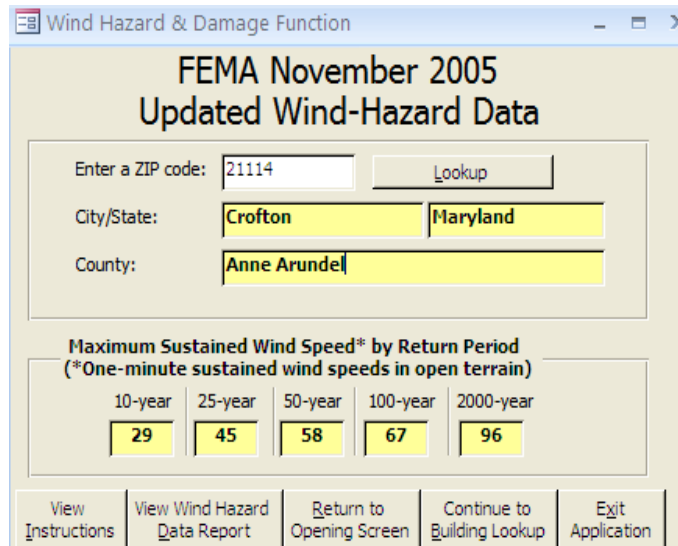 Wind Hazard & Damage Function
FEMA November 2005
Updated Wind-Hazard Data
Enter a ZIP code: 21114 Lookup
City/State: Crofton Maryland
County: Anne Arundel
Maximum Sustained Wind Speed* by Return Period
(*One-minute sustained wind speeds in open terrain)
10-year 25-year 50-year 100-year 2000-year
29 45 58 67 96
View View Wind Hazard Return to Continue to Exit
Instructions Data Report Opening Screen Building Lookup Application